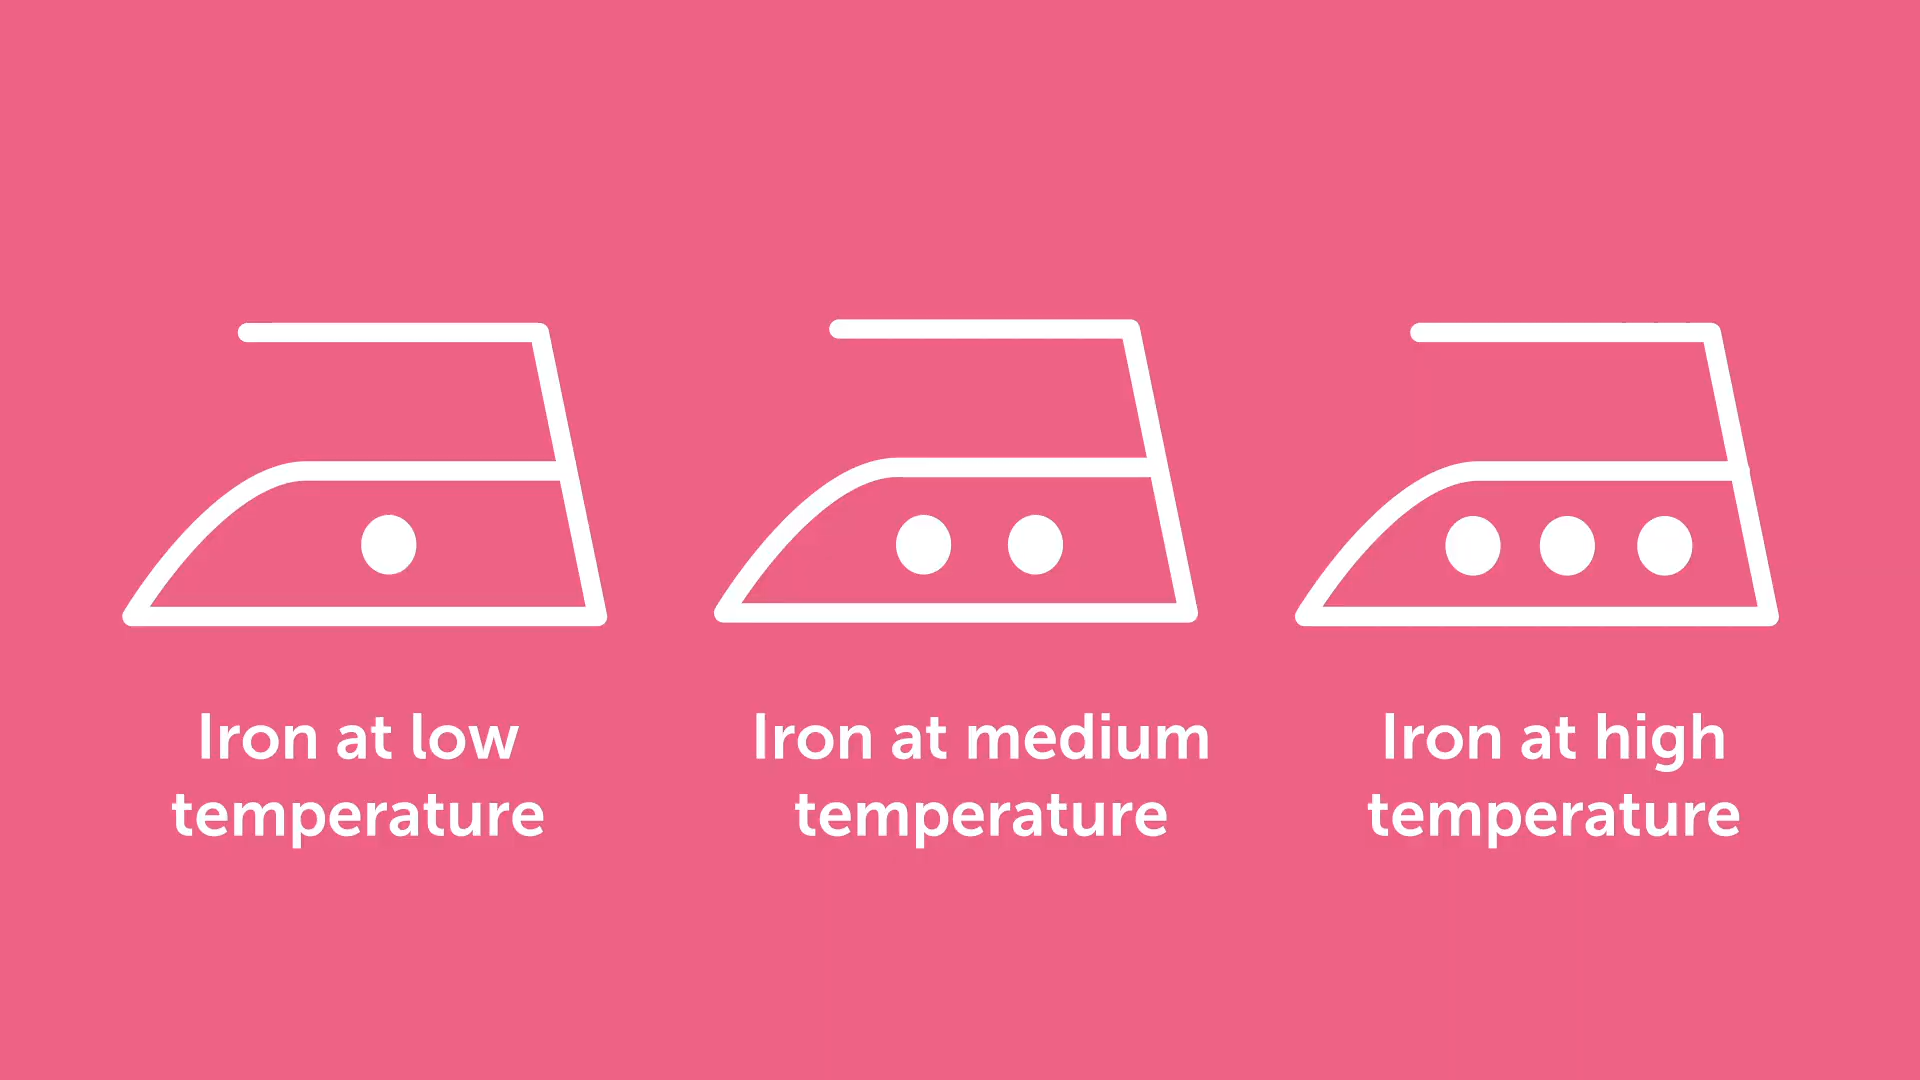 Iron at low
temperature
Iron at medium
temperature
Iron at high
temperature